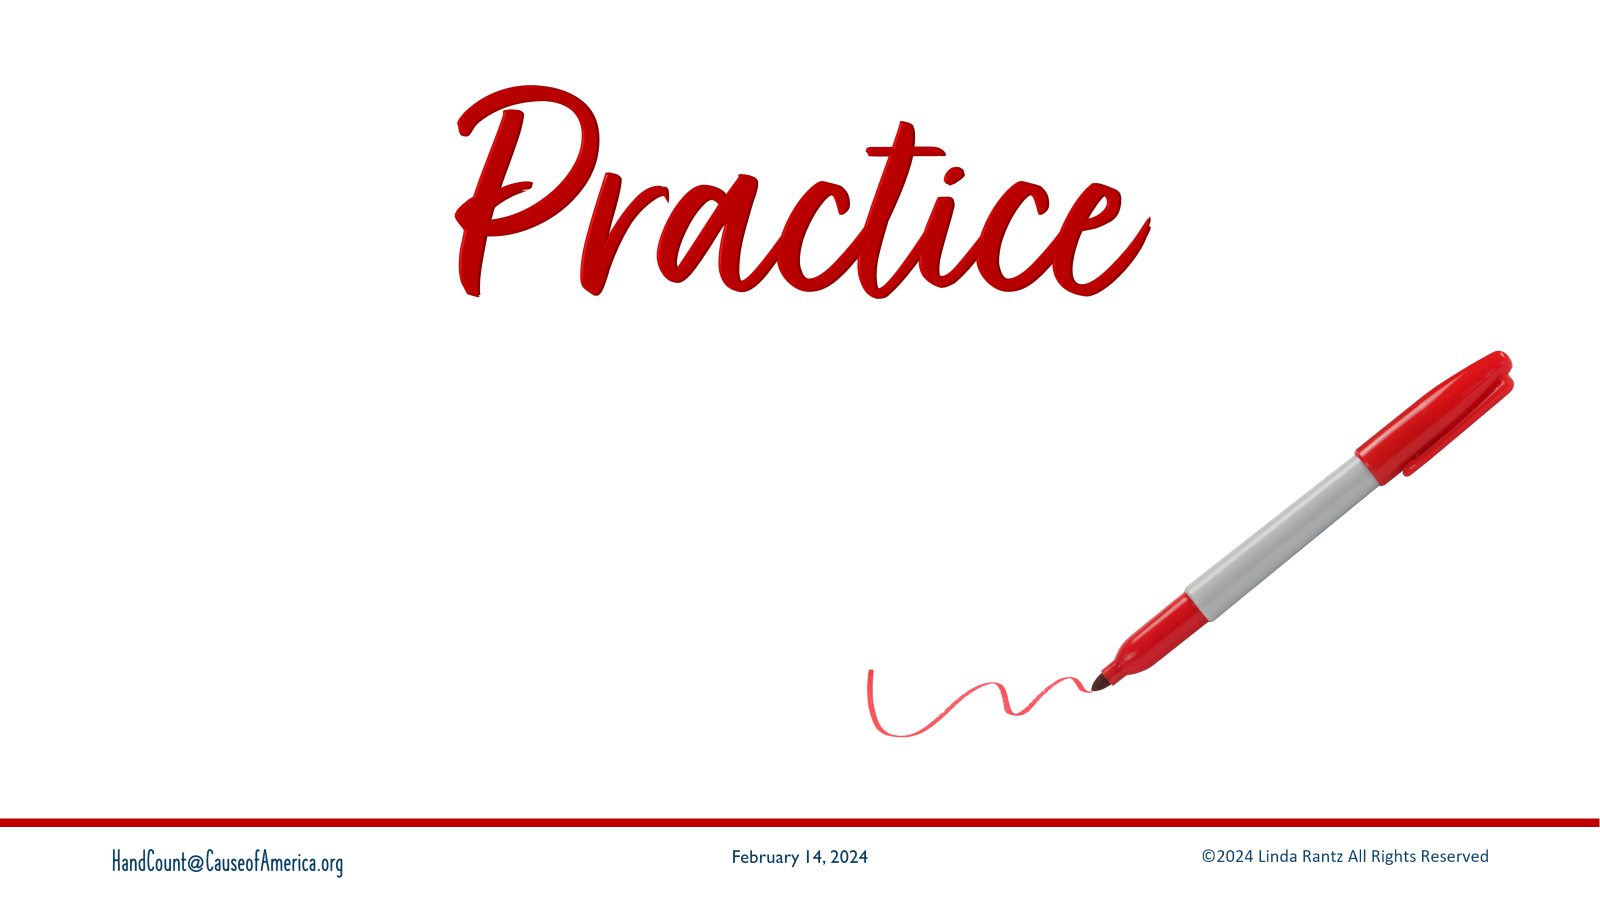 Practice
HandCount@CauseofAmerica.org
February 14, 2024
©2024 Linda Rantz All Rights Reserved